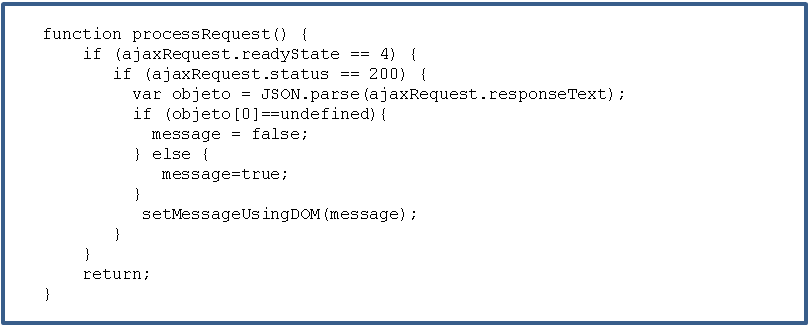 function processRequest() {
    if (ajaxRequest.readyState == 4) {
       if (ajaxRequest.status == 200) {
         var objeto = JSON.parse(ajaxRequest.responseText);
         if (objeto[0]==undefined){
           message = false;
         } else {
            message=true;
         }
          setMessageUsingDOM(message);
       }
    }
    return;
}